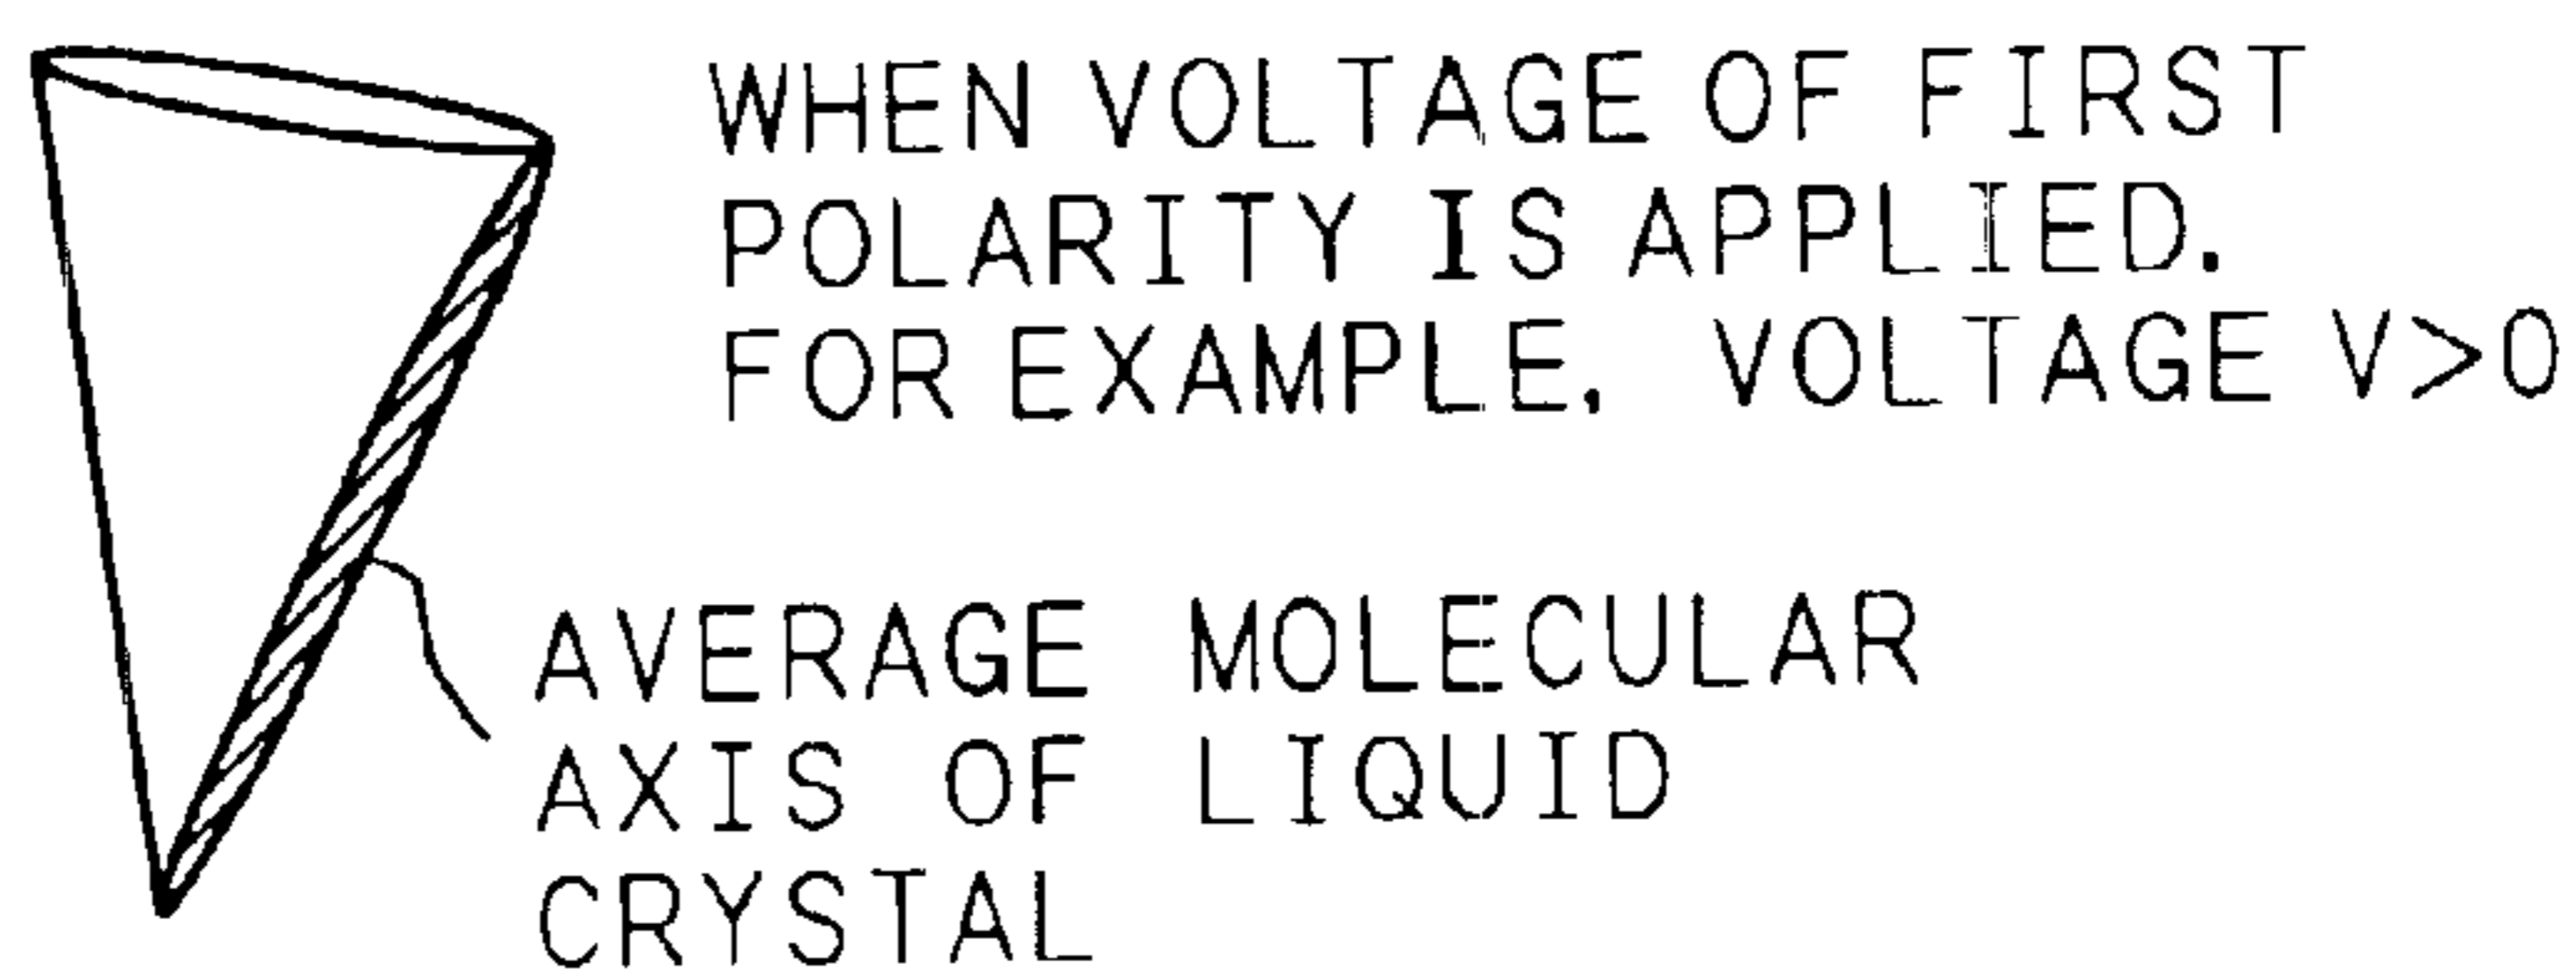 WHEN VOLTAGE OF FIRST
POLARITY IS APPLIED.
FOR EXAMPLE. VOLTAGE V>0
AVERAGE MOLECULAR
AXIS OF LIQUID
CRYSTAL